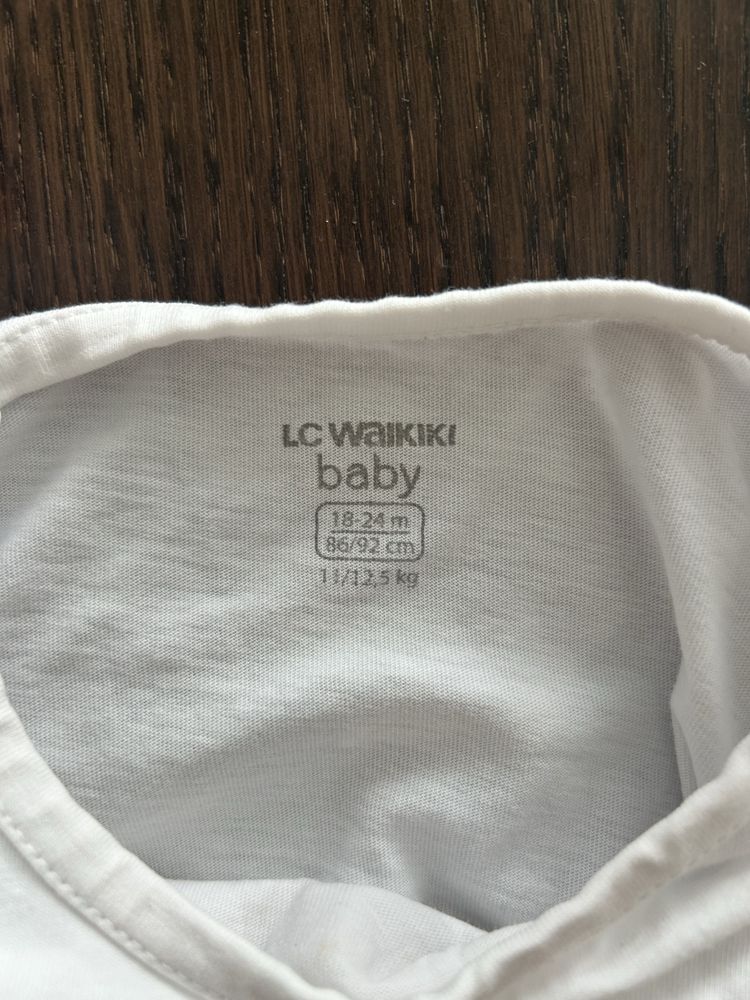 LC WAIKIKI
baby
18-24 m
86/92 cm
11/12,5 kg